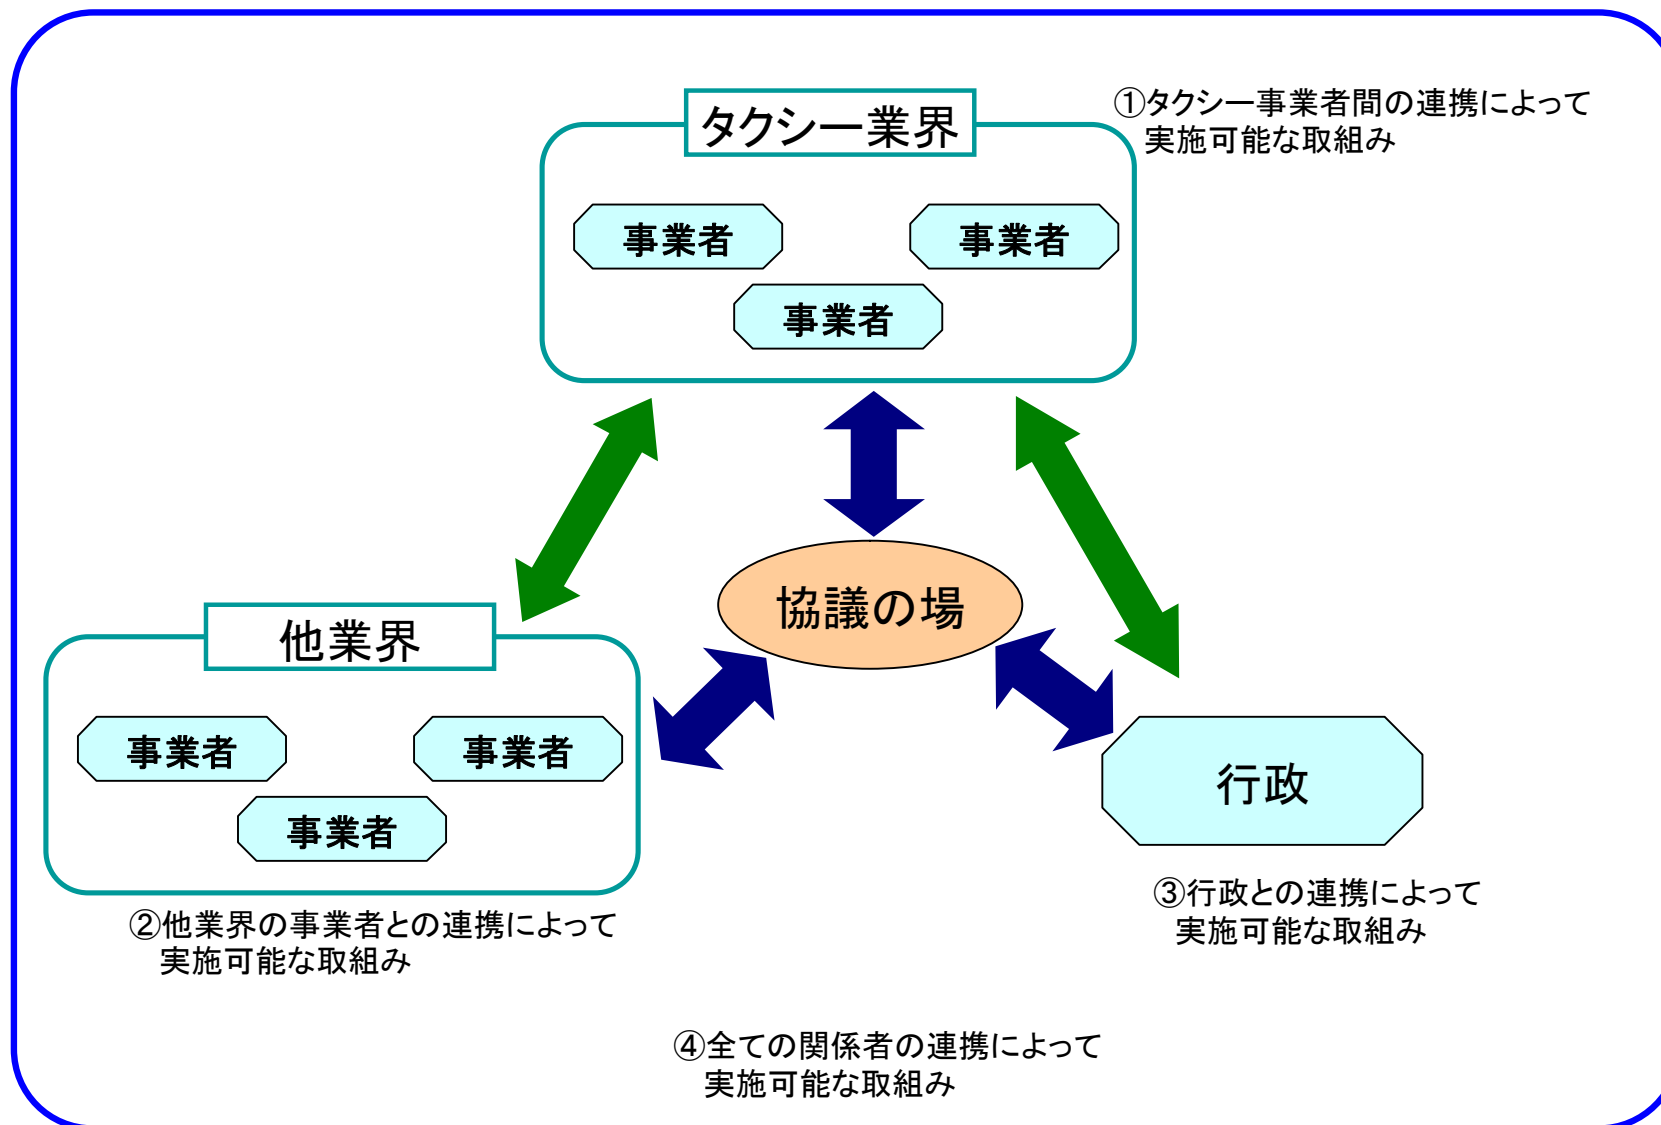 タクシー業界
①タクシー事業者間の連携によって
実施可能な取組み
事業者
事業者
事業者
協議の場
他業界
事業者
事業者
事業者
行政
②他業界の事業者との連携によって
実施可能な取組み
③行政との連携によって
実施可能な取組み
④全ての関係者の連携によって
実施可能な取組み